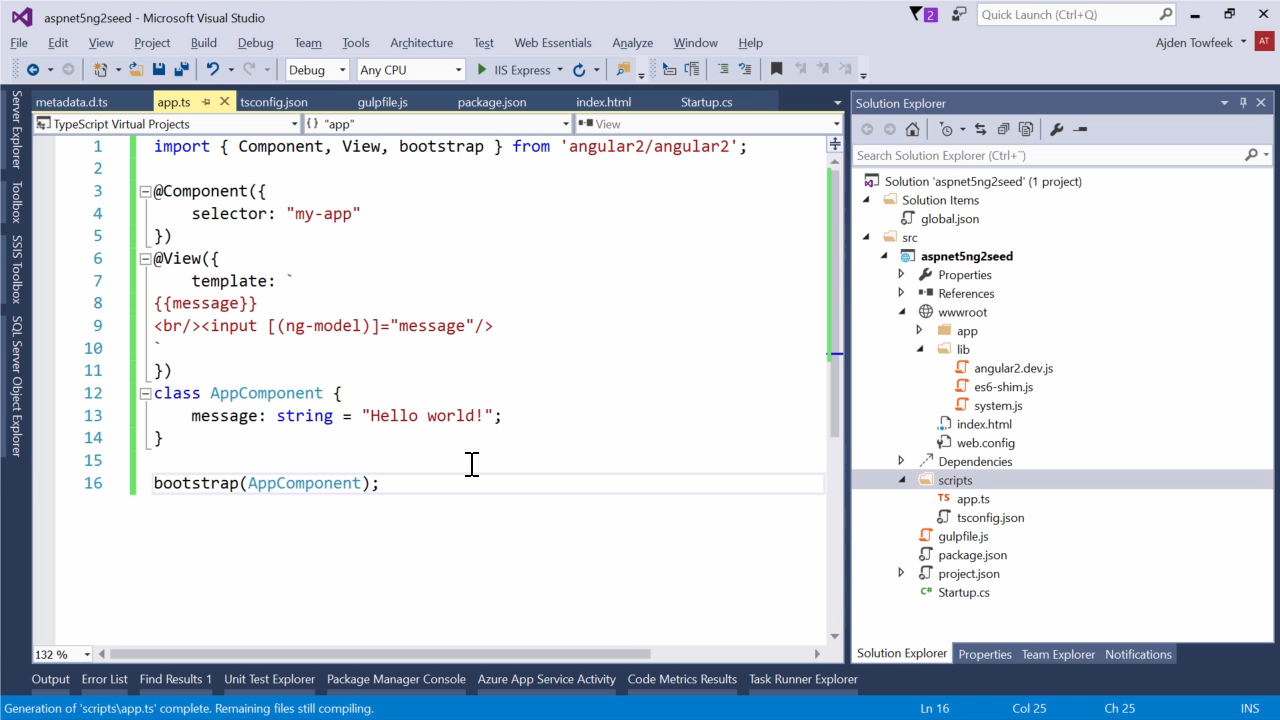 aspnet5ng2seed - Microsoft Visual Studio
2
Quick Launch (Ctrl+Q)
File Edit View Project Build Debug Team Tools Architecture Test Web Essentials Analyze Window Help
Ajden Towfeek
AT
Debug
Any CPU
IIS Express
Server Explorer
Toolbox
SSIS Toolbox
SQL Server Object Explorer
metadata.d.ts app.ts tsconfig.json gulpfile.js package.json index.html Startup.cs
TypeScript Virtual Projects {} "app" View
1 import { Component, View, bootstrap } from 'angular2/angular2';
2
3 @Component({
4 selector: "my-app"
5 })
6 @View({
7 template: `
8 {{message}}
9 <br/><input [(ng-model)]="message"/>
10 `
11 })
12 class AppComponent {
13 message: string = "Hello world!";
14 }
15
16 bootstrap(AppComponent);
132 %
Solution Explorer
Search Solution Explorer (Ctrl+¨)
Solution 'aspnet5ng2seed' (1 project)
Solution Items
global.json
src
aspnet5ng2seed
Properties
References
wwwroot
app
lib
angular2.dev.js
es6-shim.js
system.js
index.html
web.config
Dependencies
scripts
TS app.ts
tsconfig.json
gulpfile.js
package.json
project.json
C# Startup.cs
Solution Explorer Properties Team Explorer Notifications
Output Error List Find Results 1 Unit Test Explorer Package Manager Console Azure App Service Activity Code Metrics Results Task Runner Explorer
Generation of 'scripts\app.ts' complete. Remaining files still compiling.
Ln 16 Col 25 Ch 25 INS